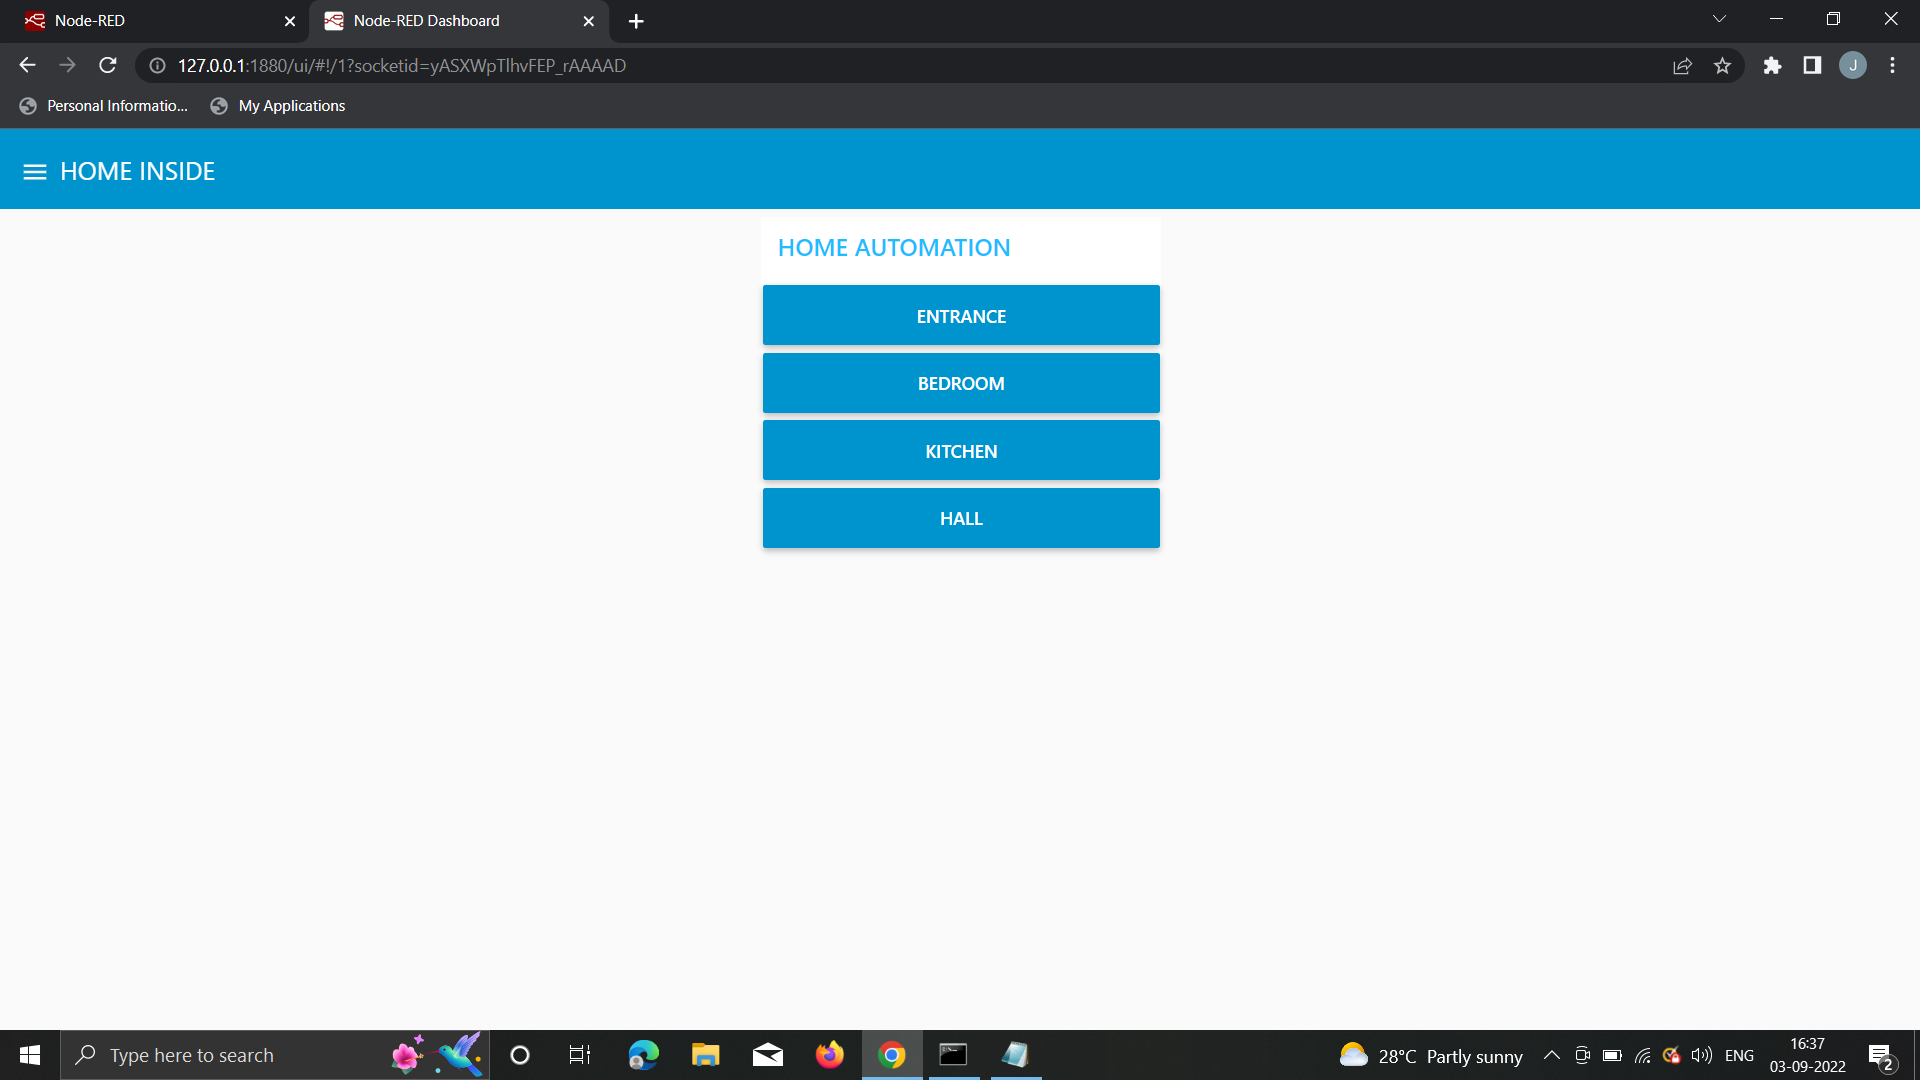 Node-RED
Node-RED Dashboard
127.0.0.1:1880/ui/#!/1?socketid=yASXWpTlhvFEP_rAAAAD
J
Personal Informatio...
My Applications
HOME INSIDE
HOME AUTOMATION
ENTRANCE
BEDROOM
KITCHEN
HALL
Type here to search
28°C Partly sunny
ENG
16:37
03-09-2022
2